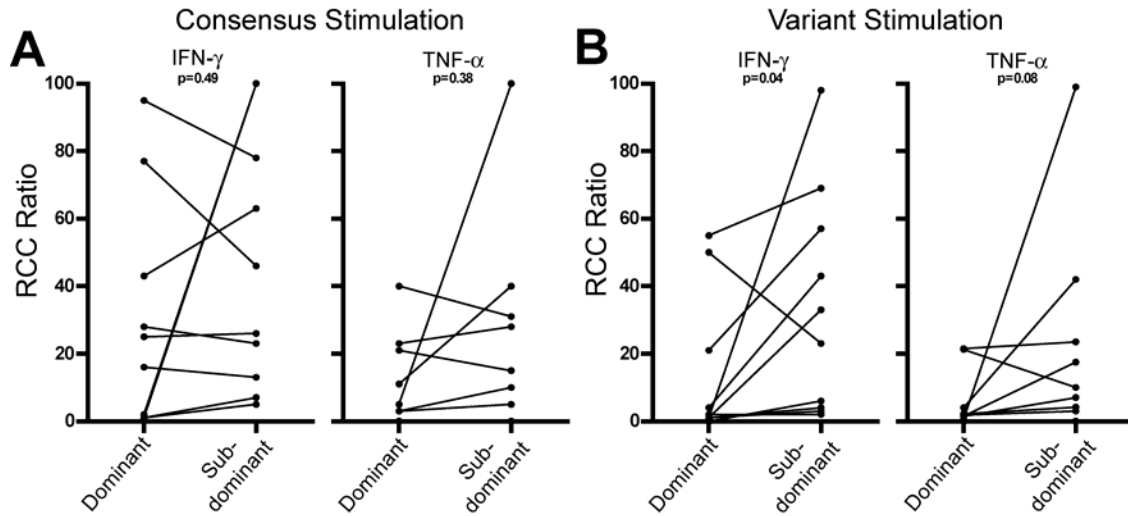 Consensus Stimulation
Variant Stimulation
A
B
IFN-γ
p=0.49
TNF-α
p=0.38
IFN-γ
p=0.04
TNF-α
p=0.08
RCC Ratio
100
80
60
40
20
0
Dominant
Sub-
dominant
Dominant
Sub-
dominant
RCC Ratio
100
80
60
40
20
0
Dominant
Sub-
dominant
Dominant
Sub-
dominant